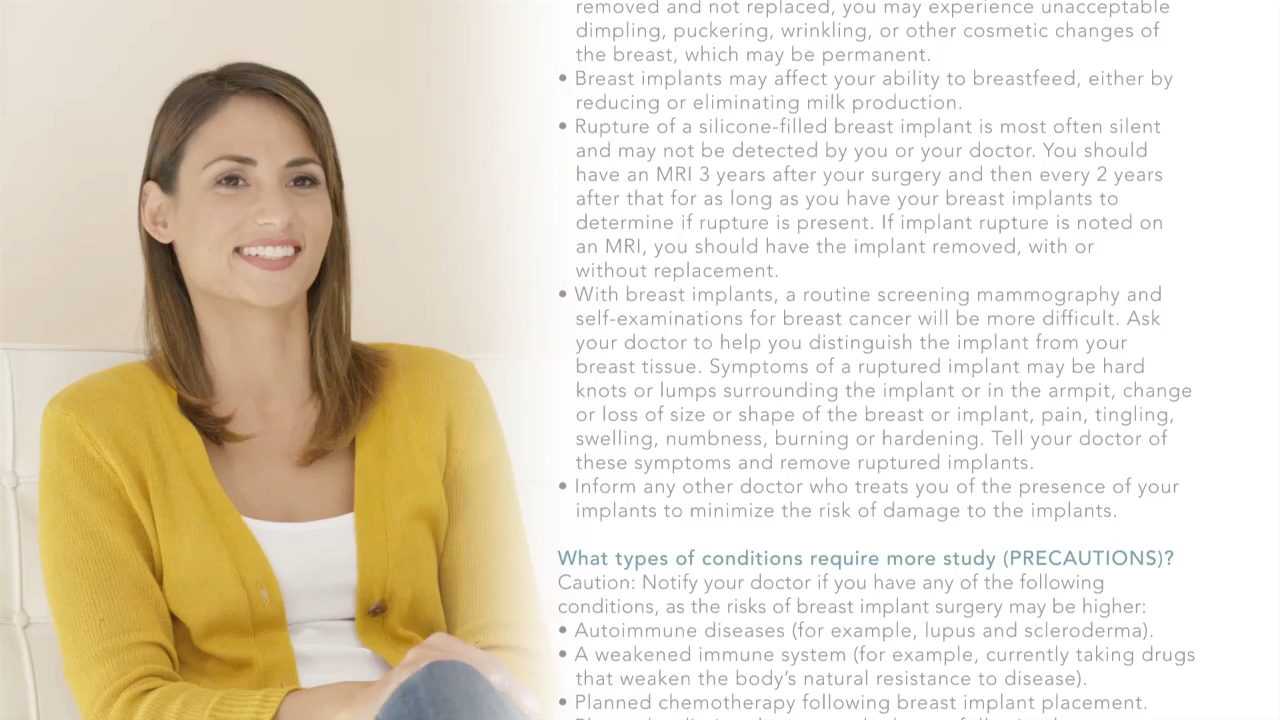 removed and not replaced, you may experience unacceptable
dimpling, puckering, wrinkling, or other cosmetic changes of
the breast, which may be permanent.
• Breast implants may affect your ability to breastfeed, either by
reducing or eliminating milk production.
• Rupture of a silicone-filled breast implant is most often silent
and may not be detected by you or your doctor. You should
have an MRI 3 years after your surgery and then every 2 years
after that for as long as you have your breast implants to
determine if rupture is present. If implant rupture is noted on
an MRI, you should have the implant removed, with or
without replacement.
• With breast implants, a routine screening mammography and
self-examinations for breast cancer will be more difficult. Ask
your doctor to help you distinguish the implant from your
breast tissue. Symptoms of a ruptured implant may be hard
knots or lumps surrounding the implant or in the armpit, change
or loss of size or shape of the breast or implant, pain, tingling,
swelling, numbness, burning or hardening. Tell your doctor of
these symptoms and remove ruptured implants.
• Inform any other doctor who treats you of the presence of your
implants to minimize the risk of damage to the implants.
What types of conditions require more study (PRECAUTIONS)?
Caution: Notify your doctor if you have any of the following
conditions, as the risks of breast implant surgery may be higher:
• Autoimmune diseases (for example, lupus and scleroderma).
• A weakened immune system (for example, currently taking drugs
that weaken the body's natural resistance to disease).
• Planned chemotherapy following breast implant placement.